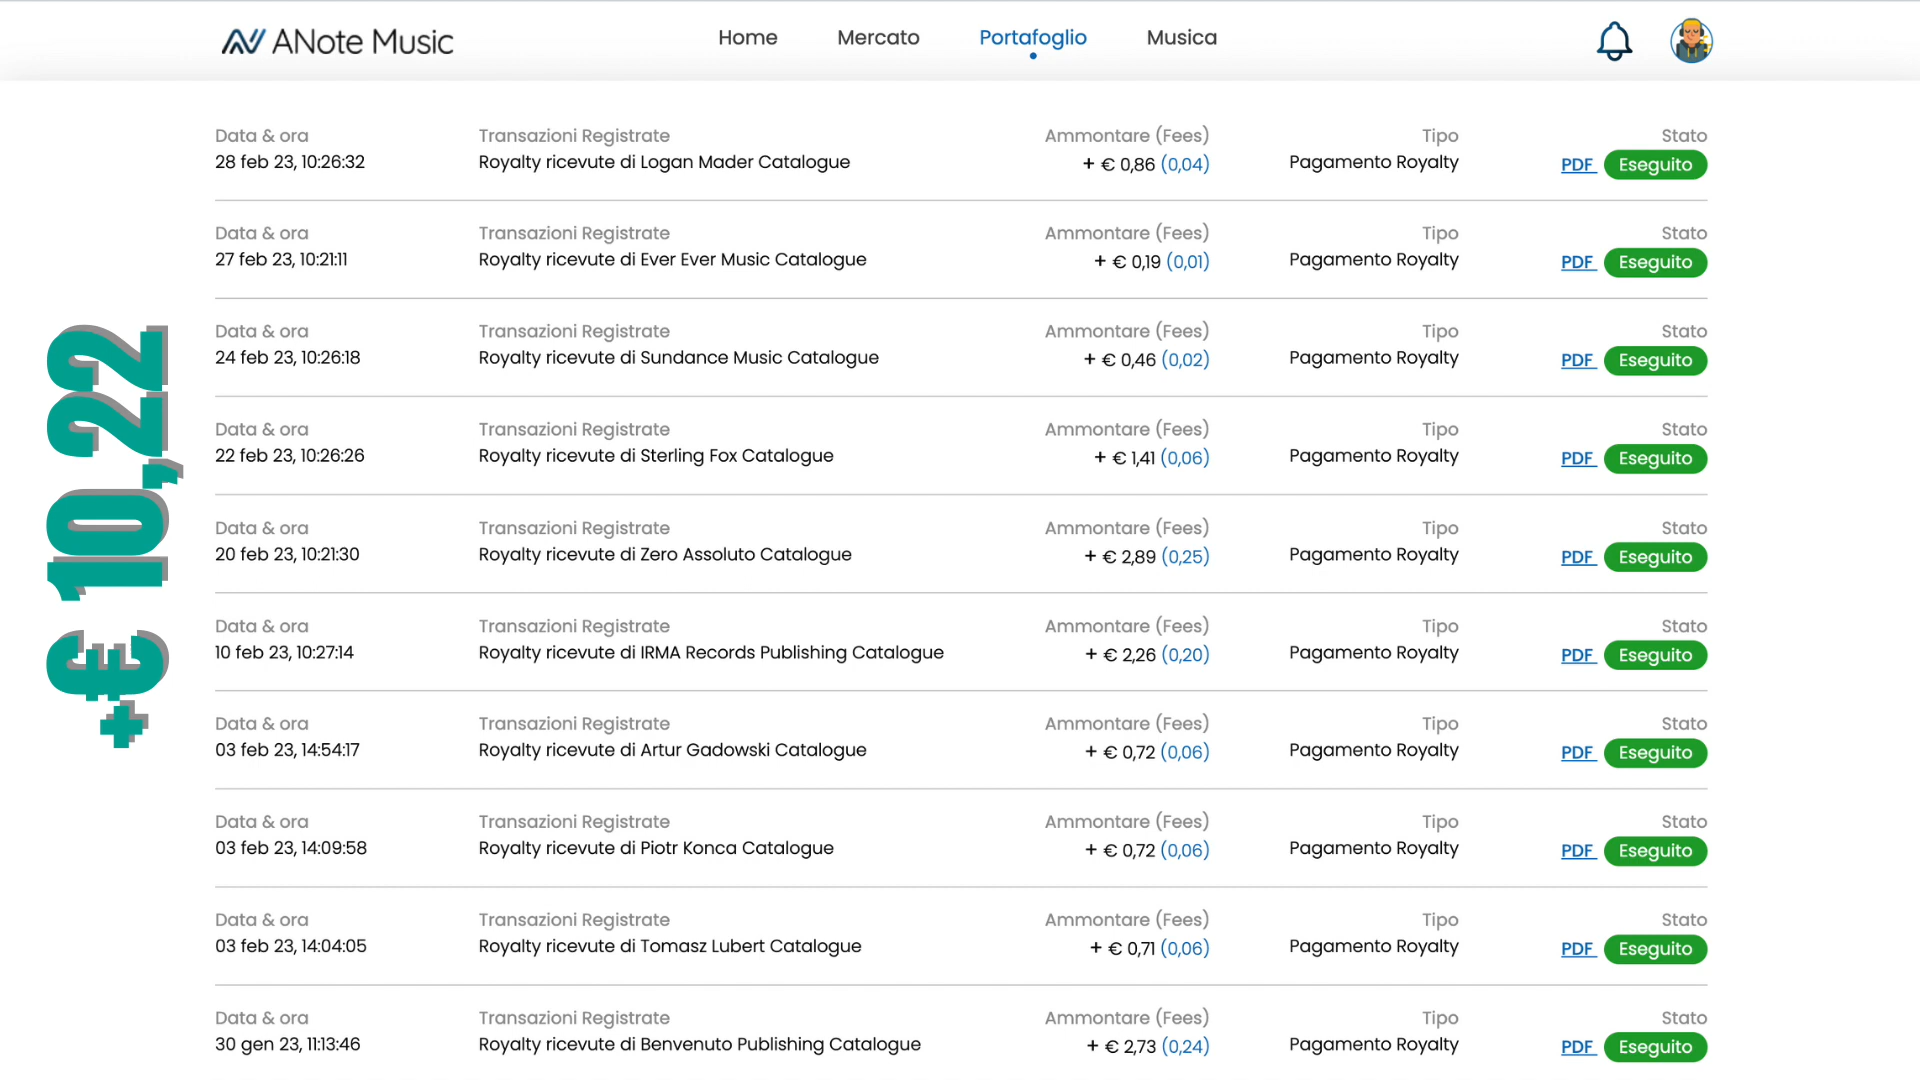 ANote Music
Home Mercato Portafoglio Musica
+€ 10,22
Data & ora Transazioni Registrate Ammontare (Fees) Tipo Stato
28 feb 23, 10:26:32 Royalty ricevute di Logan Mader Catalogue + € 0,86 (0,04) Pagamento Royalty PDF Eseguito
Data & ora Transazioni Registrate Ammontare (Fees) Tipo Stato
27 feb 23, 10:21:11 Royalty ricevute di Ever Ever Music Catalogue + € 0,19 (0,01) Pagamento Royalty PDF Eseguito
Data & ora Transazioni Registrate Ammontare (Fees) Tipo Stato
24 feb 23, 10:26:18 Royalty ricevute di Sundance Music Catalogue + € 0,46 (0,02) Pagamento Royalty PDF Eseguito
Data & ora Transazioni Registrate Ammontare (Fees) Tipo Stato
22 feb 23, 10:26:26 Royalty ricevute di Sterling Fox Catalogue + € 1,41 (0,06) Pagamento Royalty PDF Eseguito
Data & ora Transazioni Registrate Ammontare (Fees) Tipo Stato
20 feb 23, 10:21:30 Royalty ricevute di Zero Assoluto Catalogue + € 2,89 (0,25) Pagamento Royalty PDF Eseguito
Data & ora Transazioni Registrate Ammontare (Fees) Tipo Stato
10 feb 23, 10:27:14 Royalty ricevute di IRMA Records Publishing Catalogue + € 2,26 (0,20) Pagamento Royalty PDF Eseguito
Data & ora Transazioni Registrate Ammontare (Fees) Tipo Stato
03 feb 23, 14:54:17 Royalty ricevute di Artur Gadowski Catalogue + € 0,72 (0,06) Pagamento Royalty PDF Eseguito
Data & ora Transazioni Registrate Ammontare (Fees) Tipo Stato
03 feb 23, 14:09:58 Royalty ricevute di Piotr Konca Catalogue + € 0,72 (0,06) Pagamento Royalty PDF Eseguito
Data & ora Transazioni Registrate Ammontare (Fees) Tipo Stato
03 feb 23, 14:04:05 Royalty ricevute di Tomasz Lubert Catalogue + € 0,71 (0,06) Pagamento Royalty PDF Eseguito
Data & ora Transazioni Registrate Ammontare (Fees) Tipo Stato
30 gen 23, 11:13:46 Royalty ricevute di Benvenuto Publishing Catalogue + € 2,73 (0,24) Pagamento Royalty PDF Eseguito